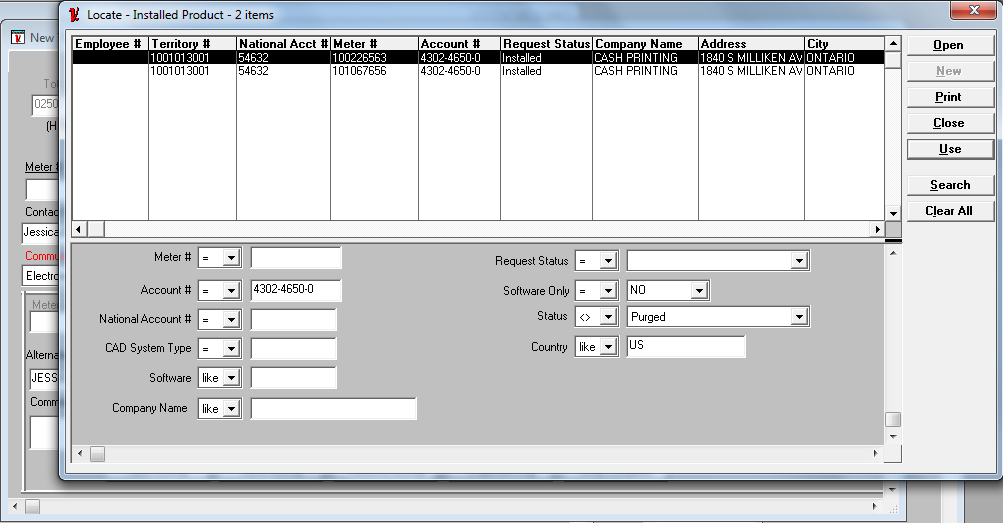 Locate - Installed Product - 2 items
New
Employee # Territory # National Acct # Meter # Account # Request Status Company Name Address City
1001013001 54632 100226563 4302-4650-0 Installed CASH PRINTING 1840 S MILLIKEN AV ONTARIO
1001013001 54632 101067656 4302-4650-0 Installed CASH PRINTING 1840 S MILLIKEN AV ONTARIO
Open
New
Print
Close
Use
Search
Clear All
Meter # =
Account # = 4302-4650-0
National Account # =
CAD System Type =
Software like
Company Name like
Request Status =
Software Only = NO
Status <> Purged
Country like US
To
0250
(H
Meter #
Contac
Jessica
Commu
Electro
Meter
Alterna
JESS
Comm